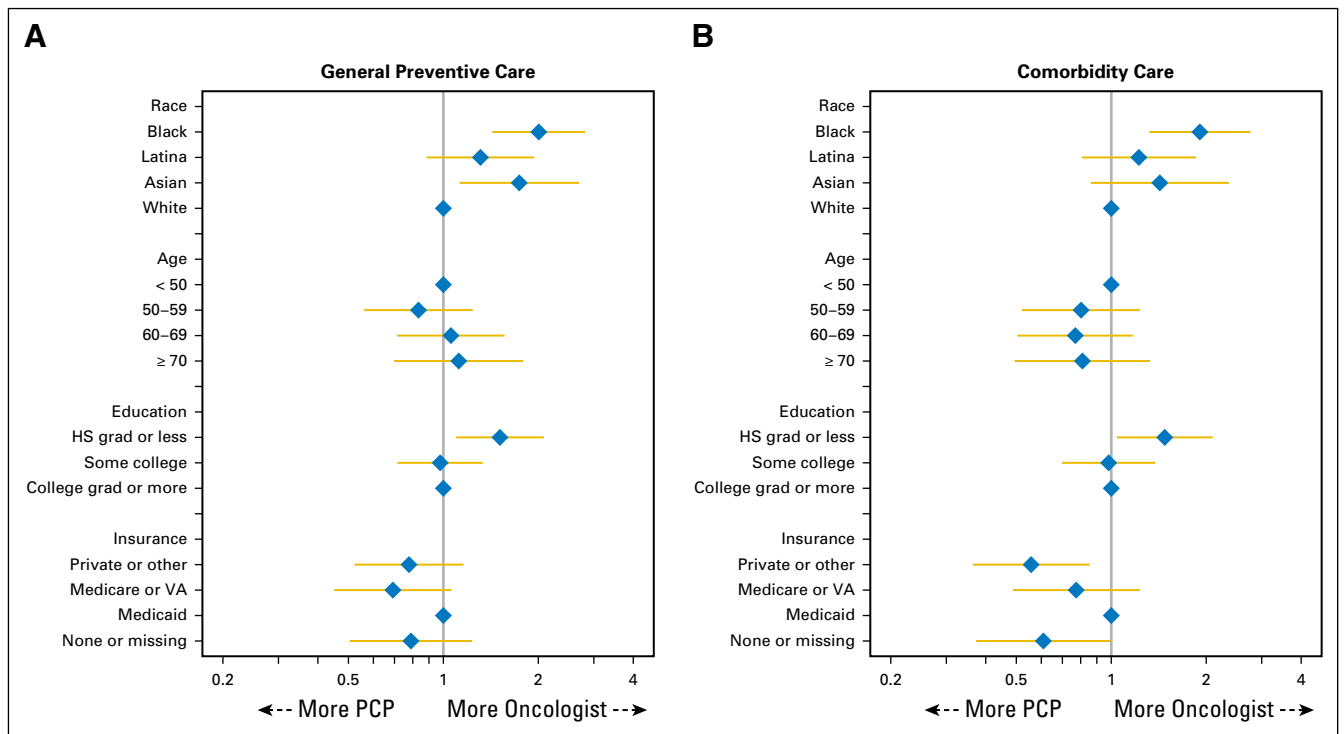 A
General Preventive Care
Race
Black
Latina
Asian
White
Age
< 50
50–59
60–69
≥ 70
Education
HS grad or less
Some college
College grad or more
Insurance
Private or other
Medicare or VA
Medicaid
None or missing
0.2 0.5 1 2 4
More PCP More Oncologist
B
Comorbidity Care
Race
Black
Latina
Asian
White
Age
< 50
50–59
60–69
≥ 70
Education
HS grad or less
Some college
College grad or more
Insurance
Private or other
Medicare or VA
Medicaid
None or missing
0.2 0.5 1 2 4
More PCP More Oncologist